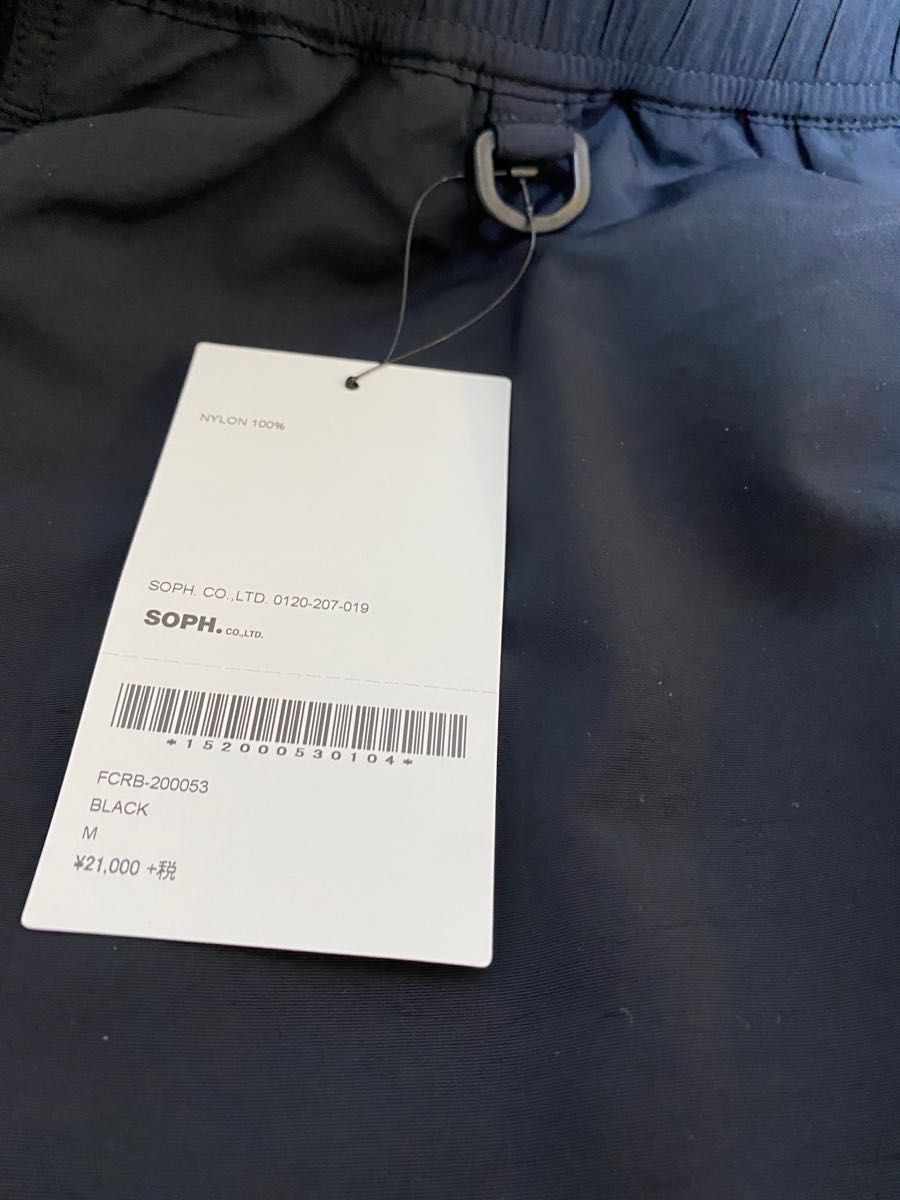 NYLON 100%
SOPH. CO.,LTD. 0120-207-019
SOPH. CO.,LTD.
*152000530104*
FCRB-200053
BLACK
M
¥21,000 +税